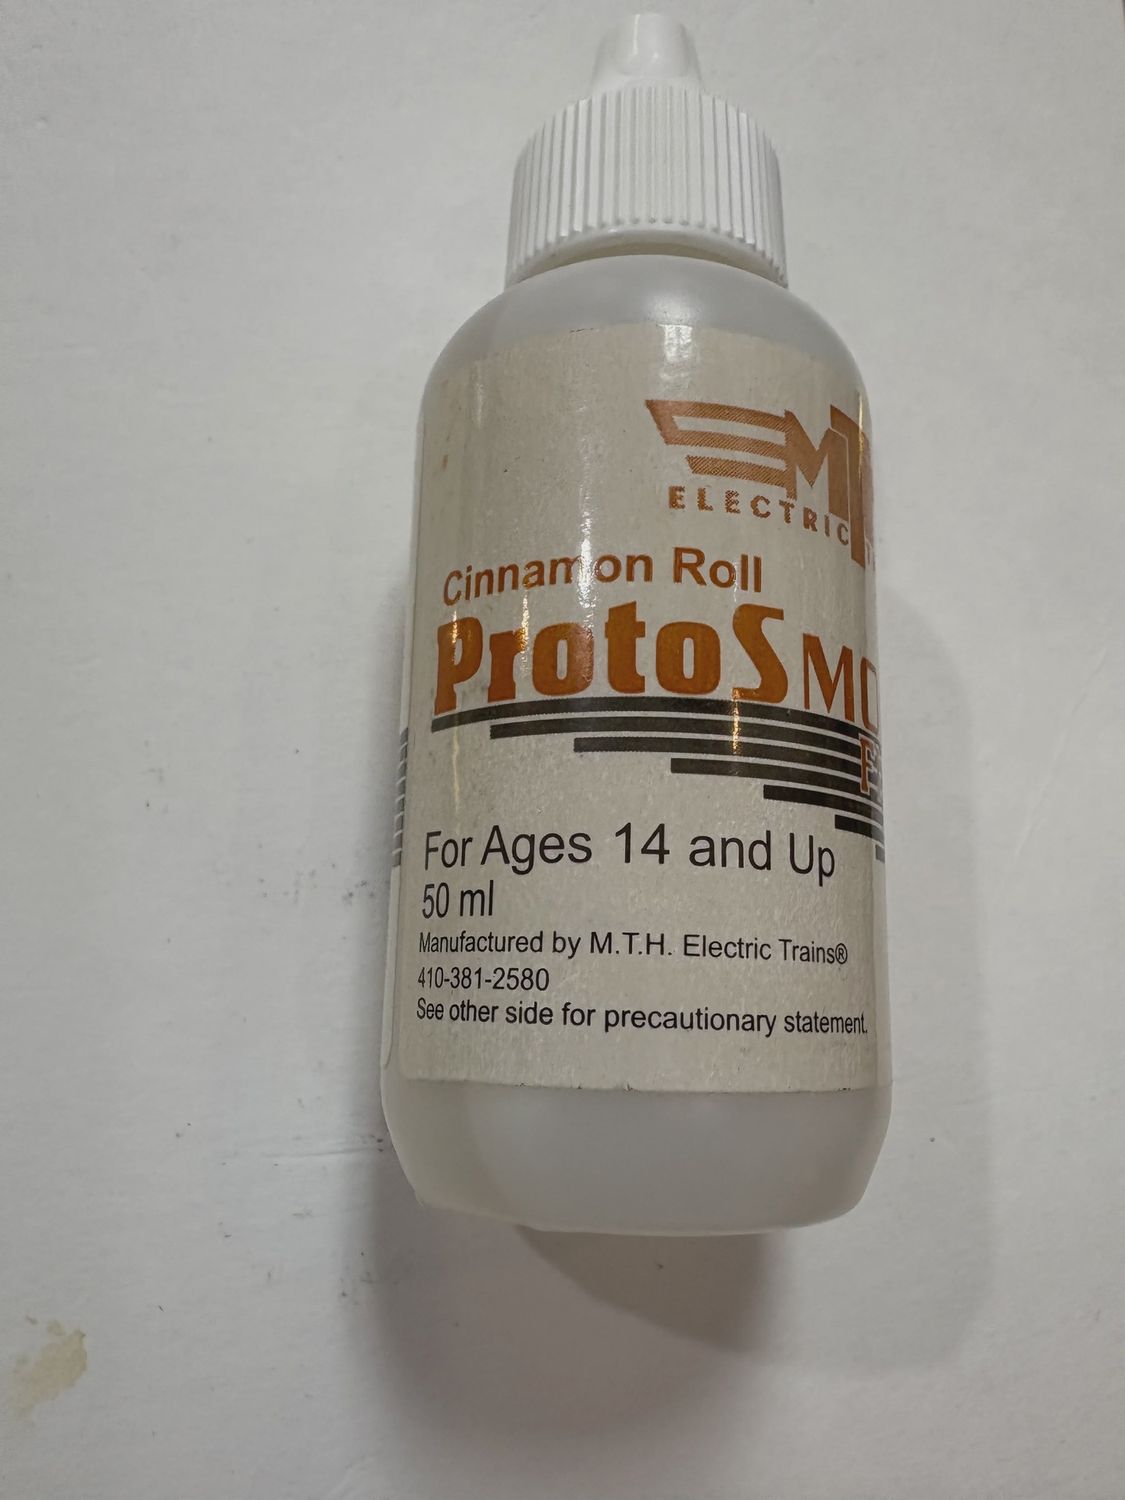 ELECTRIC
Cinnamon Roll
ProtoSMO
For Ages 14 and Up
50 ml
Manufactured by M.T.H. Electric Trains®
410-381-2580
See other side for precautionary statement.